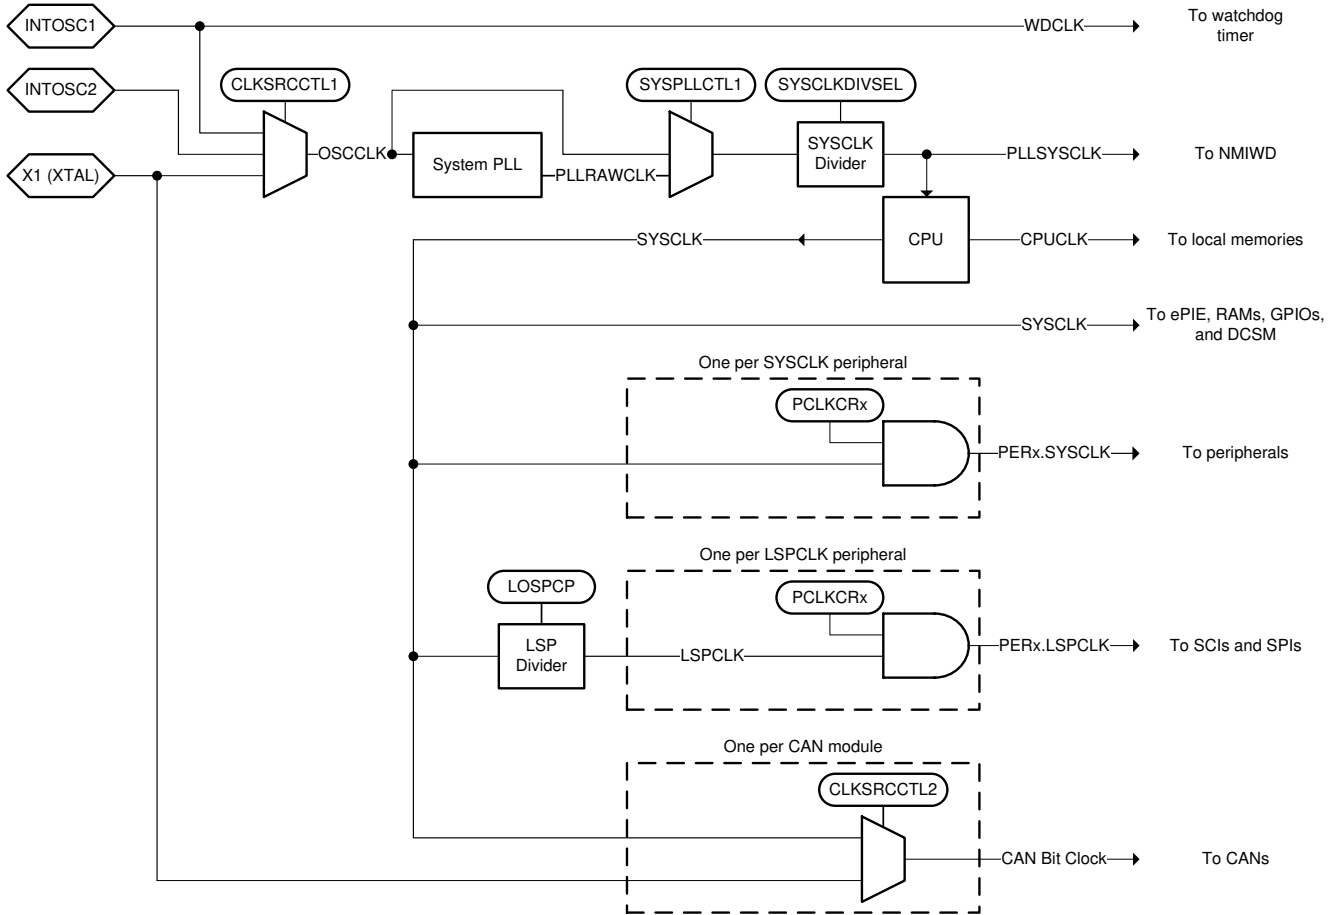 INTOSC1
WDCLK
To watchdog
timer
INTOSC2
CLKSRCCTL1
SYSPLLCTL1
SYSCLKDIVSEL
X1 (XTAL)
OSCCLK
System PLL
PLLRAWCLK
SYSCLK
Divider
PLLSYSCLK
To NMIWD
SYSCLK
CPU
CPUCLK
To local memories
SYSCLK
To ePIE, RAMs, GPIOs,
and DCSM
One per SYSCLK peripheral
PCLKCRx
PERx.SYSCLK
To peripherals
One per LSPCLK peripheral
LOSPCP
PCLKCRx
LSP
Divider
LSPCLK
PERx.LSPCLK
To SCIs and SPIs
One per CAN module
CLKSRCCTL2
CAN Bit Clock
To CANs